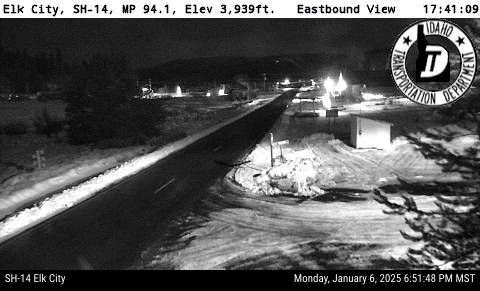 Elk City, SH-14, MP 94.1, Elev 3,939ft. Eastbound View 17:41:09
IDAHO
TRANSPORTATION DEPARTMENT
SH-14 Elk City Monday, January 6, 2025 6:51:48 PM MST